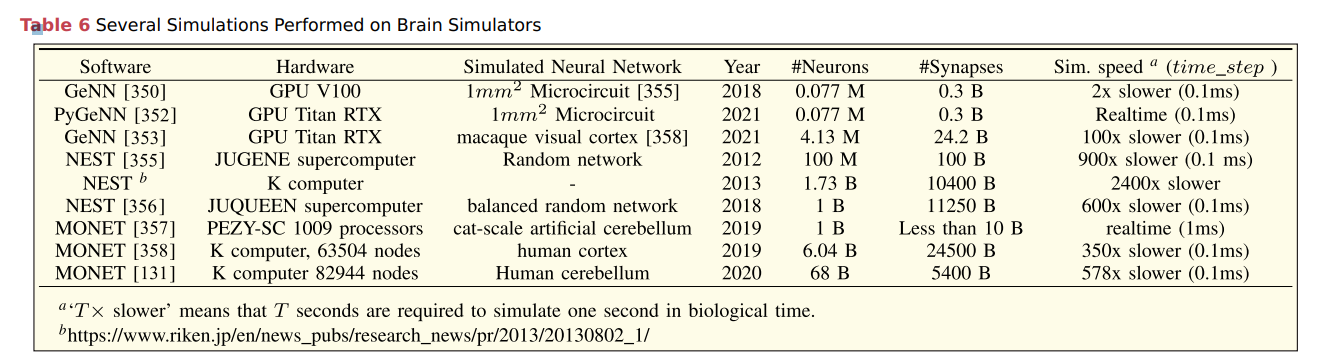 Table 6 Several Simulations Performed on Brain Simulators
Software Hardware Simulated Neural Network Year #Neurons #Synapses Sim. speed ᵃ (time_step )
GeNN [350] GPU V100 1mm² Microcircuit [355] 2018 0.077 M 0.3 B 2x slower (0.1ms)
PyGeNN [352] GPU Titan RTX 1mm² Microcircuit 2021 0.077 M 0.3 B Realtime (0.1ms)
GeNN [353] GPU Titan RTX macaque visual cortex [358] 2021 4.13 M 24.2 B 100x slower (0.1ms)
NEST [355] JUGENE supercomputer Random network 2012 100 M 100 B 900x slower (0.1 ms)
NEST ᵇ K computer - 2013 1.73 B 10400 B 2400x slower
NEST [356] JUQUEEN supercomputer balanced random network 2018 1 B 11250 B 600x slower (0.1ms)
MONET [357] PEZY-SC 1009 processors cat-scale artificial cerebellum 2019 1 B Less than 10 B realtime (1ms)
MONET [358] K computer, 63504 nodes human cortex 2019 6.04 B 24500 B 350x slower (0.1ms)
MONET [131] K computer 82944 nodes Human cerebellum 2020 68 B 5400 B 578x slower (0.1ms)
ᵃ‘T× slower’ means that T seconds are required to simulate one second in biological time.
ᵇhttps://www.riken.jp/en/news_pubs/research_news/pr/2013/20130802_1/